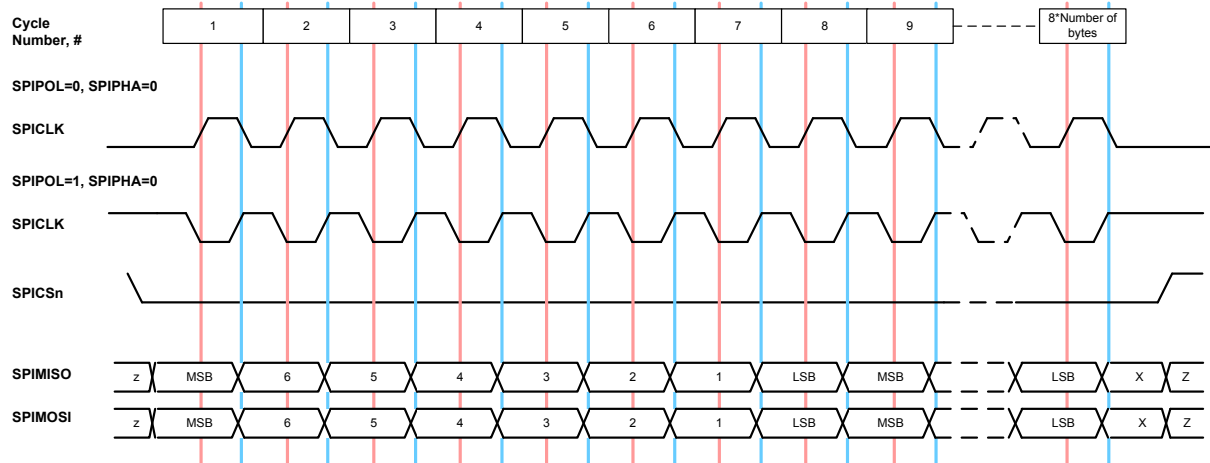 Cycle
Number, #
1 2 3 4 5 6 7 8 9
8*Number of
bytes
SPIPOL=0, SPIPHA=0
SPICLK
SPIPOL=1, SPIPHA=0
SPICLK
SPICSn
SPIMISO z MSB 6 5 4 3 2 1 LSB MSB LSB X Z
SPIMOSI z MSB 6 5 4 3 2 1 LSB MSB LSB X Z